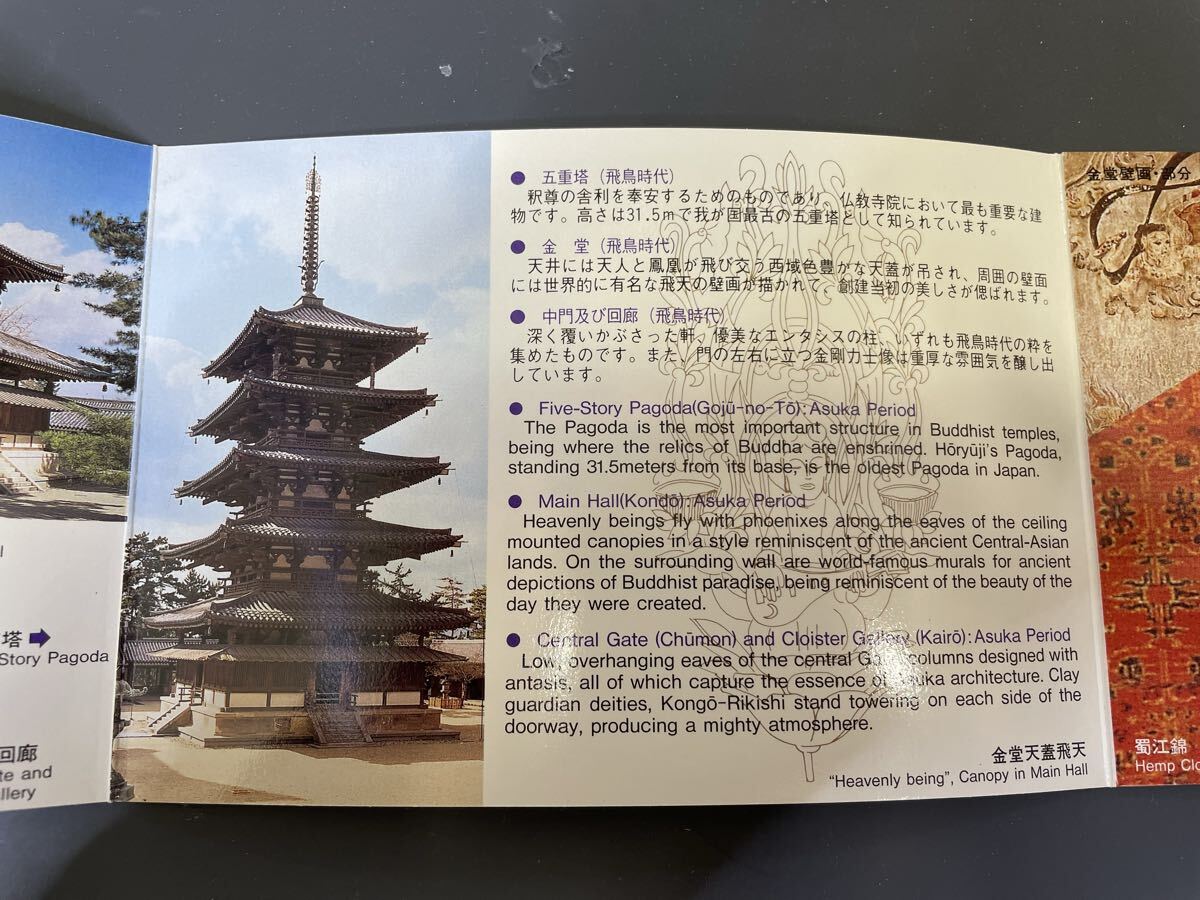 塔➡
Story Pagoda
回廊
te and
llery
● 五重塔（飛鳥時代）
釈尊の舎利を奉安するためのものであり、仏教寺院において最も重要な建
物です。高さは31.5mで我が国最古の五重塔として知られています。
● 金 堂（飛鳥時代）
天井には天人と鳳凰が飛び交う西域色豊かな天蓋が吊され、周囲の壁面
には世界的に有名な飛天の壁画が描かれて、創建当初の美しさが偲ばれます。
● 中門及び回廊（飛鳥時代）
深く覆いかぶさった軒、優美なエンタシスの柱、いずれも飛鳥時代の粋を
集めたものです。また、門の左右に立つ金剛力士像は重厚な雰囲気を醸し出
しています。
● Five-Story Pagoda(Gojū-no-Tō): Asuka Period
The Pagoda is the most important structure in Buddhist temples,
being where the relics of Buddha are enshrined. Hōryūji's Pagoda,
standing 31.5meters from its base, is the oldest Pagoda in Japan.
● Main Hall(Kondō): Asuka Period
Heavenly beings fly with phoenixes along the eaves of the ceiling
mounted canopies in a style reminiscent of the ancient Central-Asian
lands. On the surrounding wall are world-famous murals for ancient
depictions of Buddhist paradise, being reminiscent of the beauty of the
day they were created.
● Central Gate (Chūmon) and Cloister Gallery (Kairō): Asuka Period
Low, overhanging eaves of the central Gate columns designed with
antasis, all of which capture the essence of Asuka architecture. Clay
guardian deities, Kongō-Rikishi stand towering on each side of the
doorway, producing a mighty atmosphere.
金堂天蓋飛天
"Heavenly being", Canopy in Main Hall
金堂壁画・部分
蜀江錦
Hemp Clo